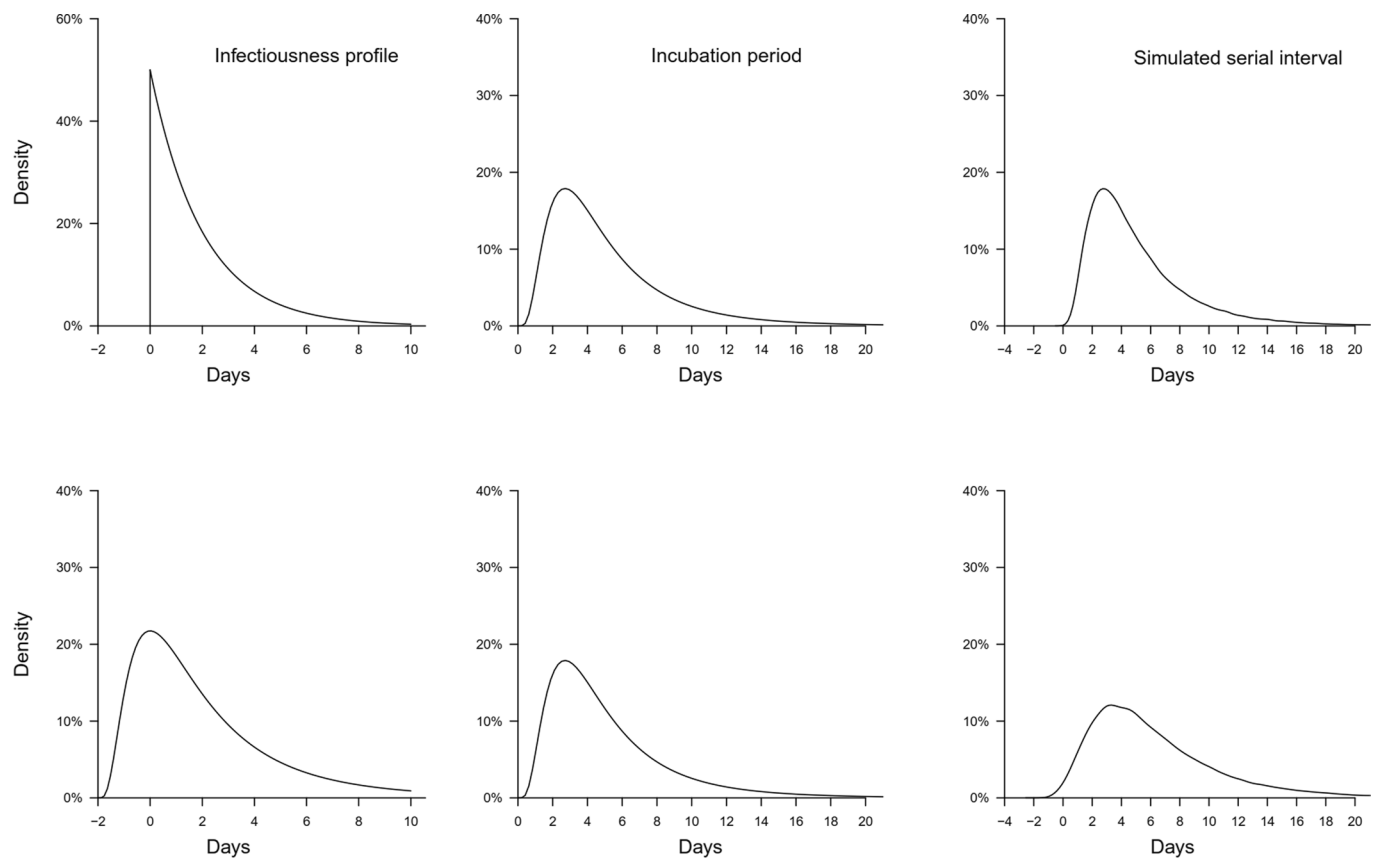 60%
40%
20%
0%
Density
Infectiousness profile
−2 0 2 4 6 8 10
Days
40%
30%
20%
10%
0%
Incubation period
0 2 4 6 8 10 12 14 16 18 20
Days
40%
30%
20%
10%
0%
Simulated serial interval
−4 −2 0 2 4 6 8 10 12 14 16 18 20
Days
40%
30%
20%
10%
0%
Density
−2 0 2 4 6 8 10
Days
40%
30%
20%
10%
0%
0 2 4 6 8 10 12 14 16 18 20
Days
40%
30%
20%
10%
0%
−4 −2 0 2 4 6 8 10 12 14 16 18 20
Days